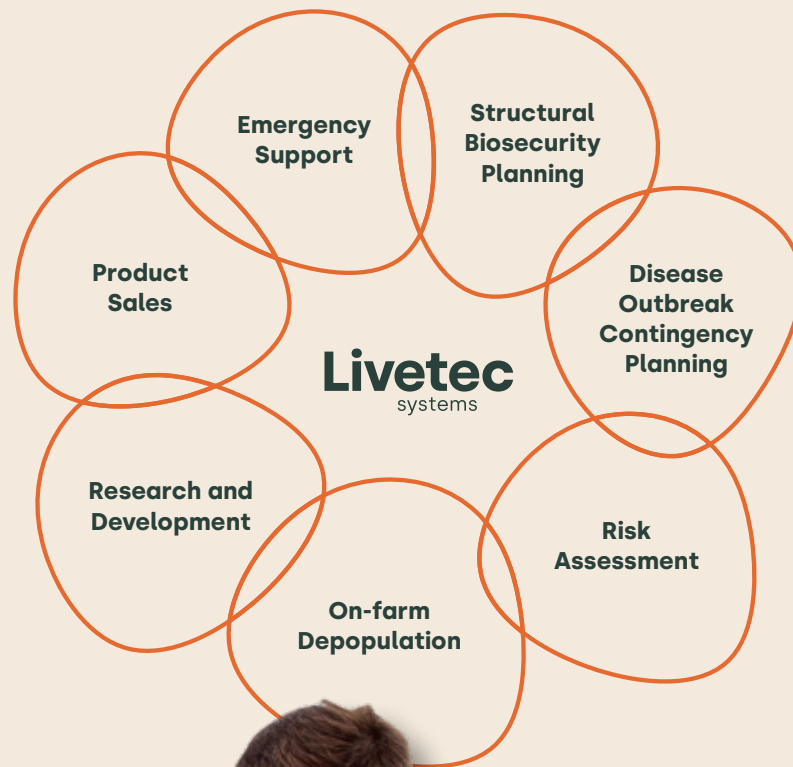 Emergency
Support
Structural
Biosecurity
Planning
Product
Sales
Disease
Outbreak
Contingency
Planning
Livetec
systems
Research and
Development
Risk
Assessment
On-farm
Depopulation